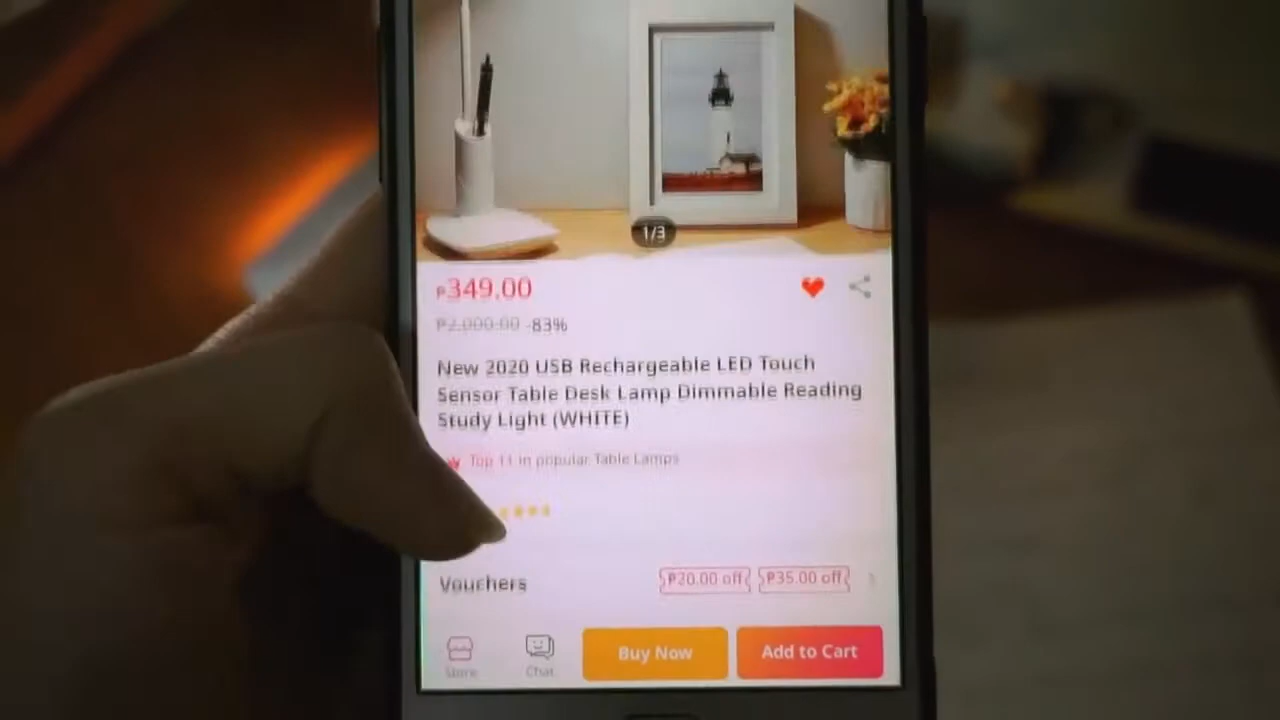 1/3
₱349.00
₱2,000.00 -83%
New 2020 USB Rechargeable LED Touch
Sensor Table Desk Lamp Dimmable Reading
Study Light (WHITE)
Top 11 in popular Table Lamps
Vouchers
₱20.00 off
₱35.00 off
Store
Chat
Buy Now
Add to Cart